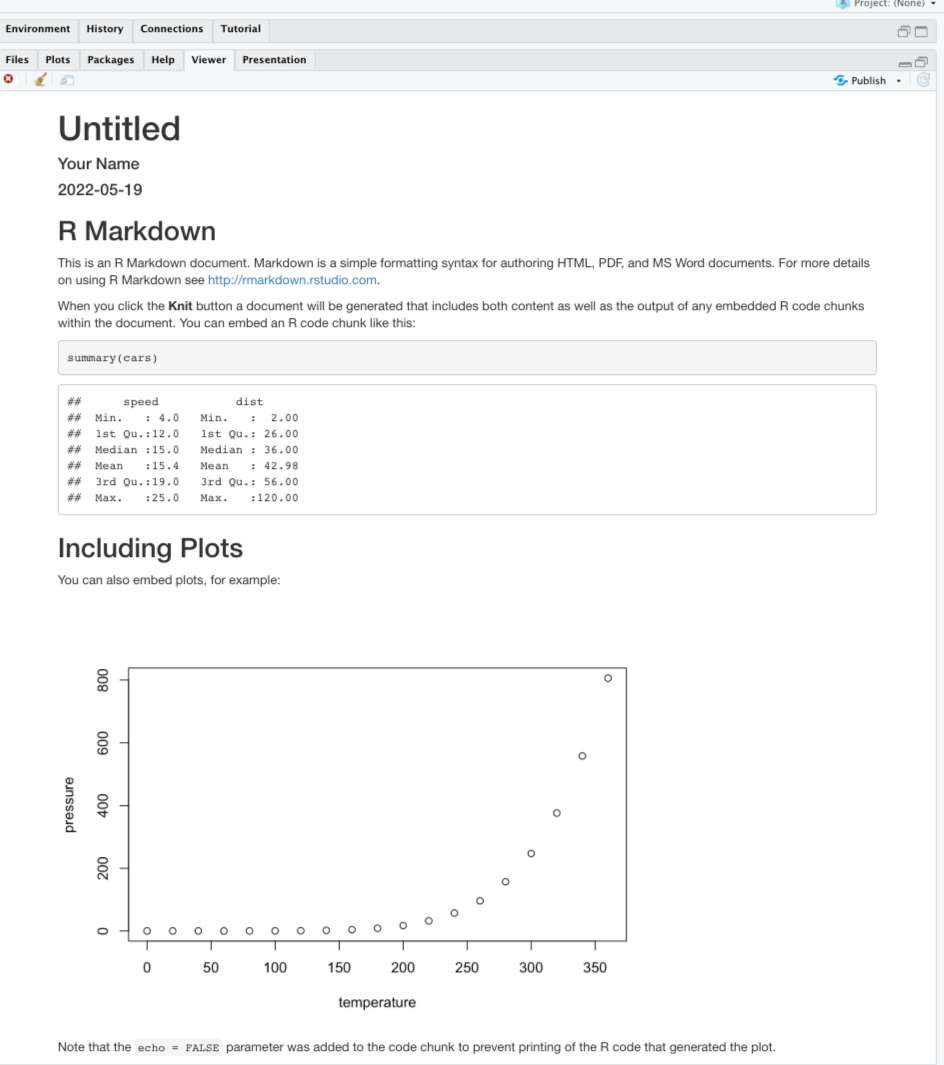 Project: (None)
Environment History Connections Tutorial
Files Plots Packages Help Viewer Presentation
Publish
Untitled
Your Name
2022-05-19
R Markdown
This is an R Markdown document. Markdown is a simple formatting syntax for authoring HTML, PDF, and MS Word documents. For more details
on using R Markdown see http://rmarkdown.rstudio.com.
When you click the Knit button a document will be generated that includes both content as well as the output of any embedded R code chunks
within the document. You can embed an R code chunk like this:
summary(cars)
##      speed           dist
##  Min.   : 4.0   Min.   :  2.00
##  1st Qu.:12.0   1st Qu.: 26.00
##  Median :15.0   Median : 36.00
##  Mean   :15.4   Mean   : 42.98
##  3rd Qu.:19.0   3rd Qu.: 56.00
##  Max.   :25.0   Max.   :120.00
Including Plots
You can also embed plots, for example:
800
600
400
200
0
pressure
0 50 100 150 200 250 300 350
temperature
Note that the echo = FALSE parameter was added to the code chunk to prevent printing of the R code that generated the plot.